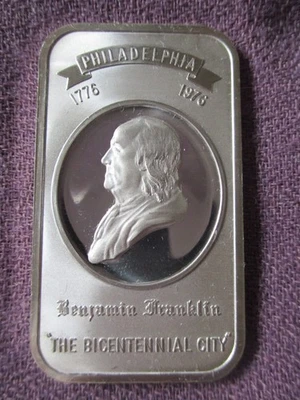 PHILADELPHIA
1776 1976
Benjamin Franklin
"THE BICENTENNIAL CITY"